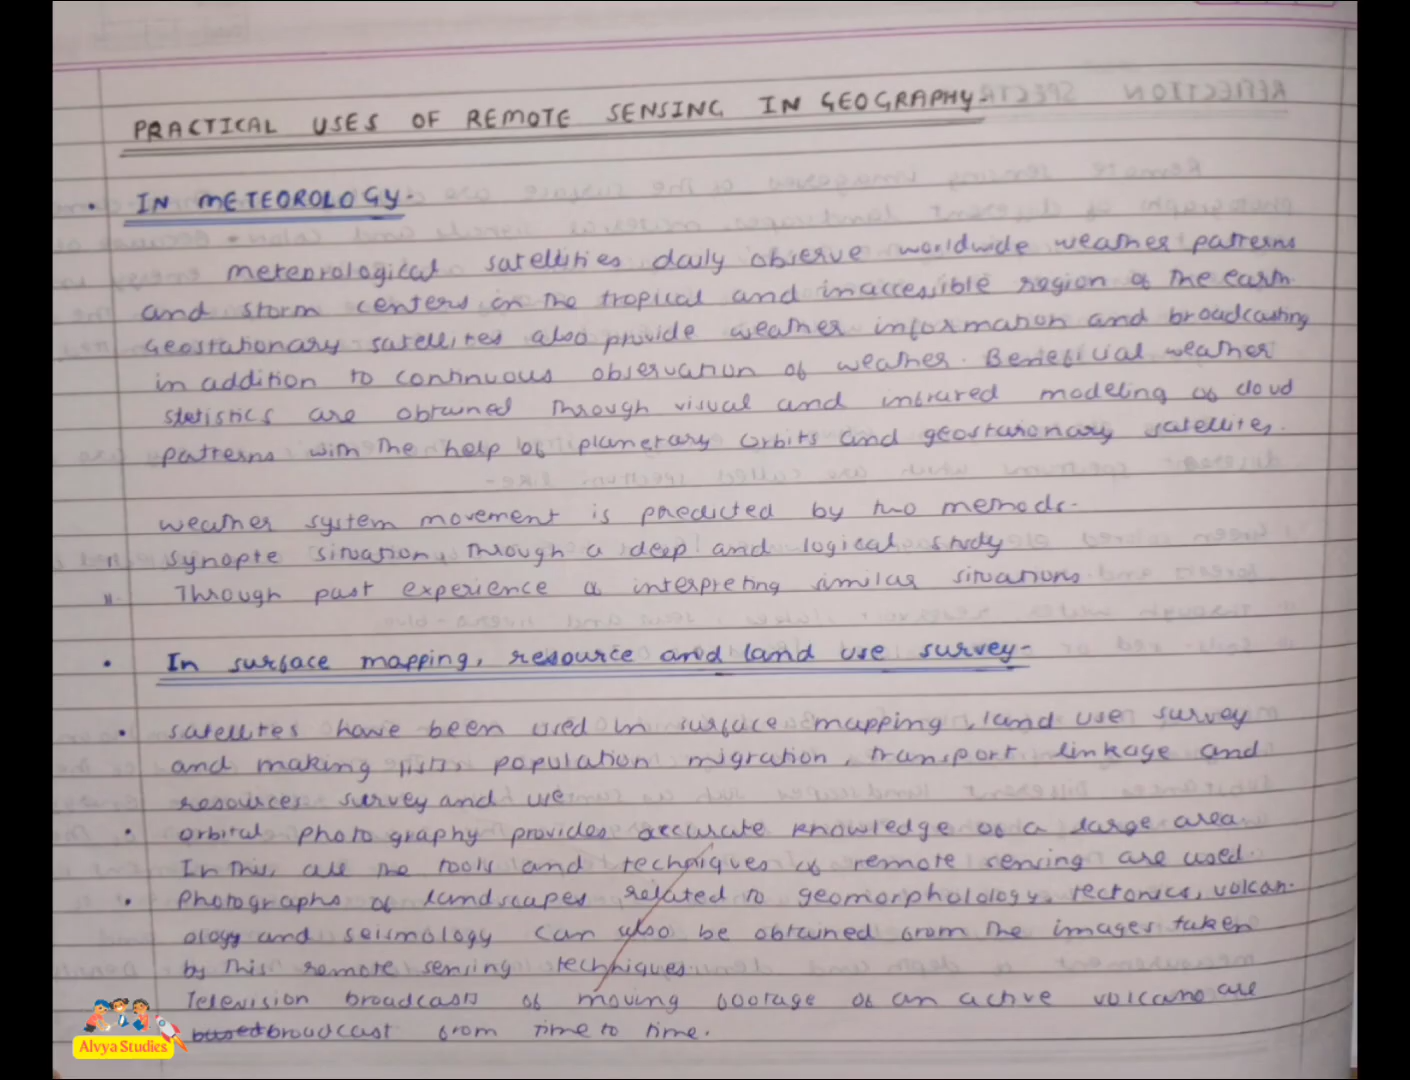 PRACTICAL USES OF REMOTE SENSING IN GEOGRAPHY-
• IN METEOROLOGY-
meteorological satellities daily observe worldwide weather patterns
and storm centers in the tropical and inaccessible region of the earth.
Geostationary satellites also provide weather information and broadcasting
in addition to continuous observation of weather. Beneficial weather
statistics are obtained through visual and infrared modeling of cloud
patterns with the help of planetary orbits and geostationary satellites.
weather system movement is predicted by two methods-
synopte situation, through a deep and logical study
11. Through past experience a interpreting similar situations
• In surface mapping, resource and land use survey-
• satellites have been used in surface mapping, land use survey
and making lists, population migration, transport linkage and
resources survey and use
• orbital photo graphy provides accurate knowledge of a large area
In this, all the tools and techniques of remote sensing are used.
• Photographs of landscapes related to geomorphology, tectonics, volcan-
ology and seismology can also be obtained from the images taken
by this remote sensing techniques
Television broadcasts of moving footage of an active volcano are
broadcast from time to time.
Alvya Studies